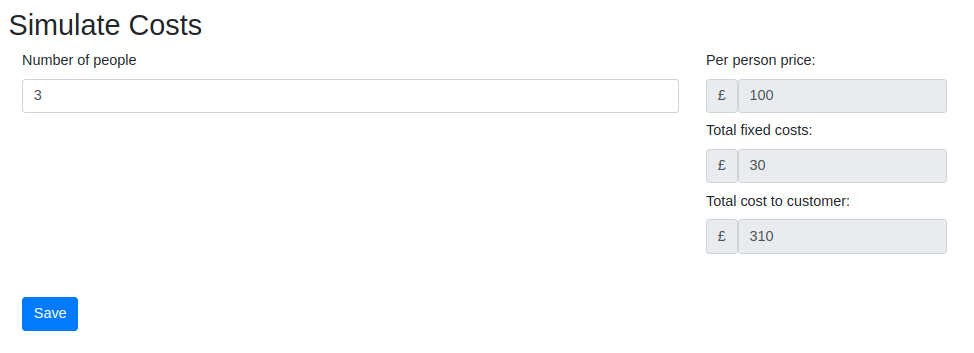 Simulate Costs
Number of people
3
Per person price:
£ 100
Total fixed costs:
£ 30
Total cost to customer:
£ 310
Save